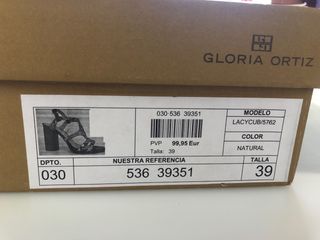 GLORIA ORTIZ
030 536 39351
PVP 99,95 Eur
Talla: 39
MODELO
LACYCUB/5762
COLOR
NATURAL
DPTO. NUESTRA REFERENCIA TALLA
030 536 39351 39